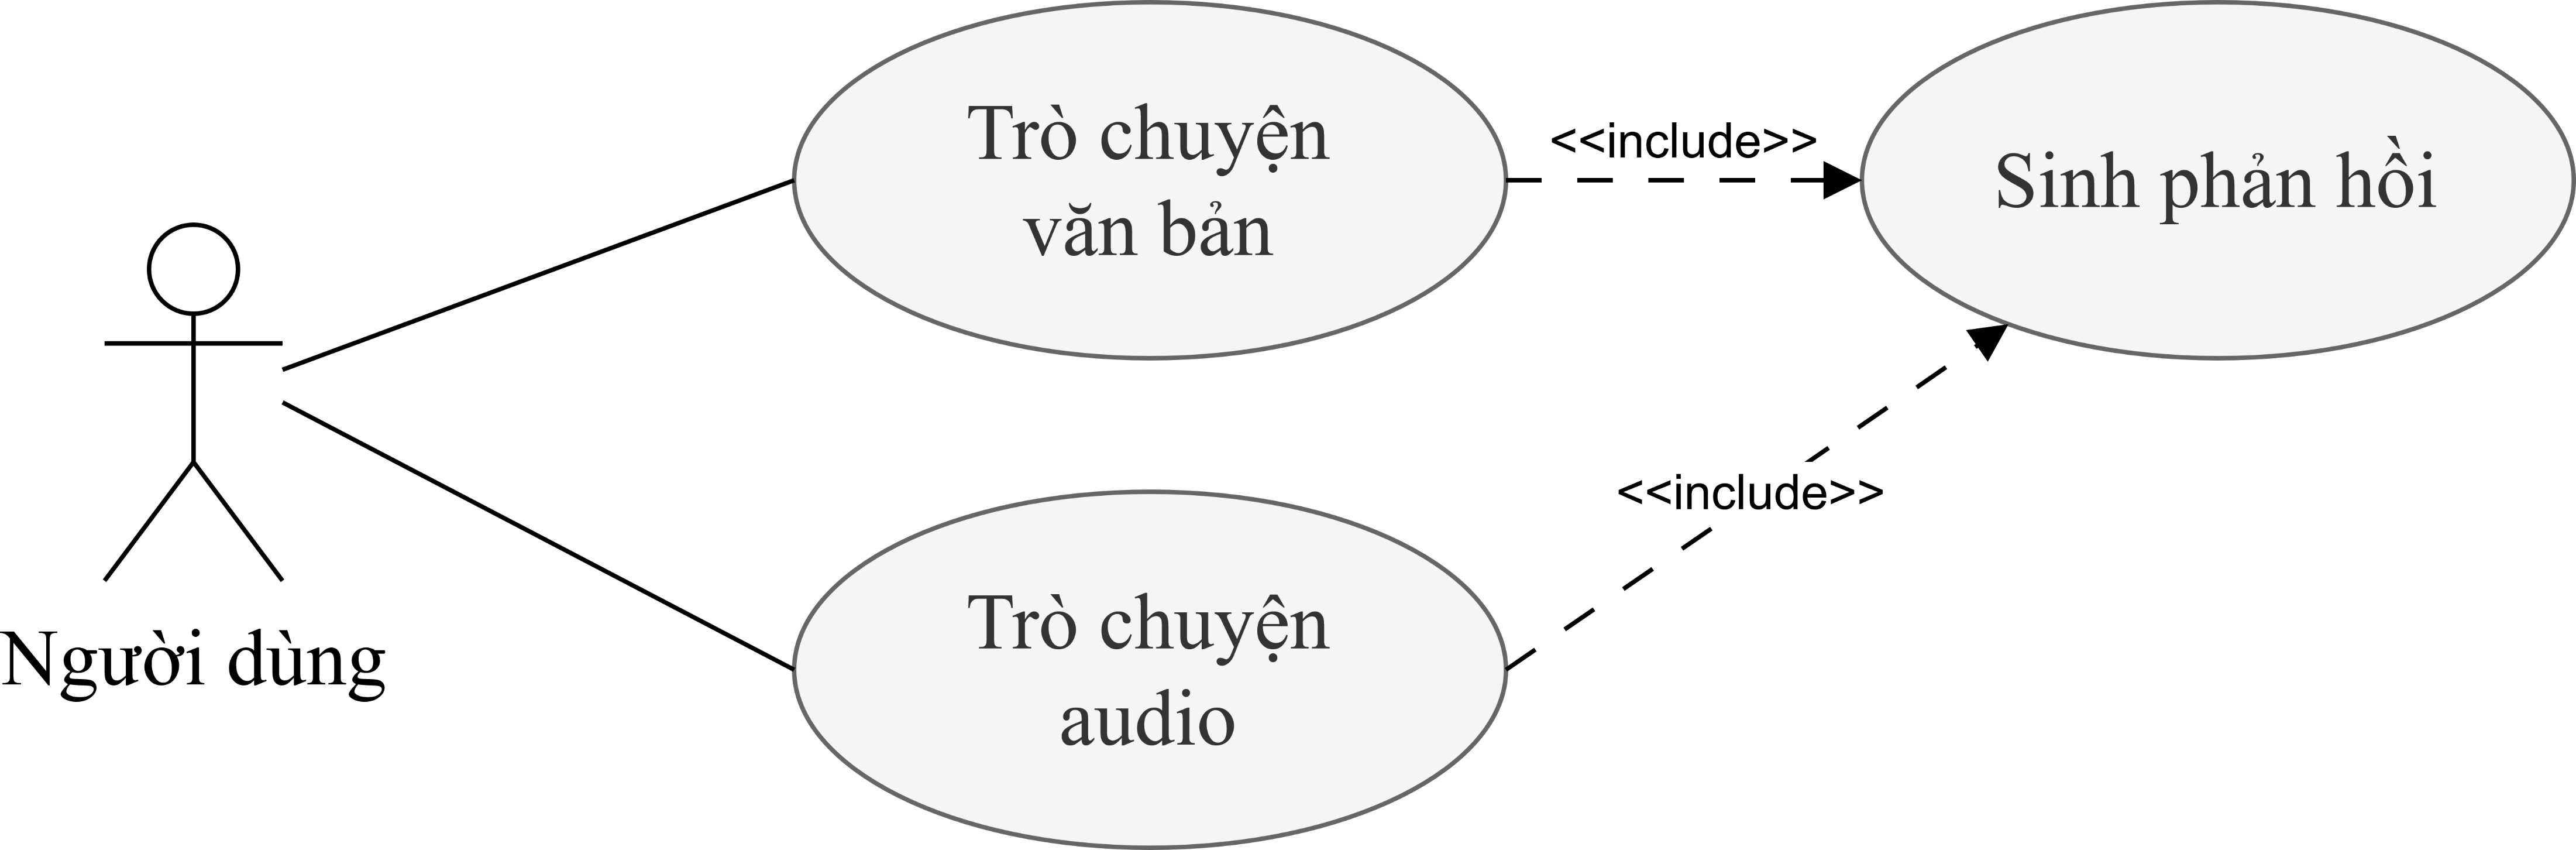 Trò chuyện
văn bản
<<include>>
Sinh phản hồi
<<include>>
Người dùng
Trò chuyện
audio